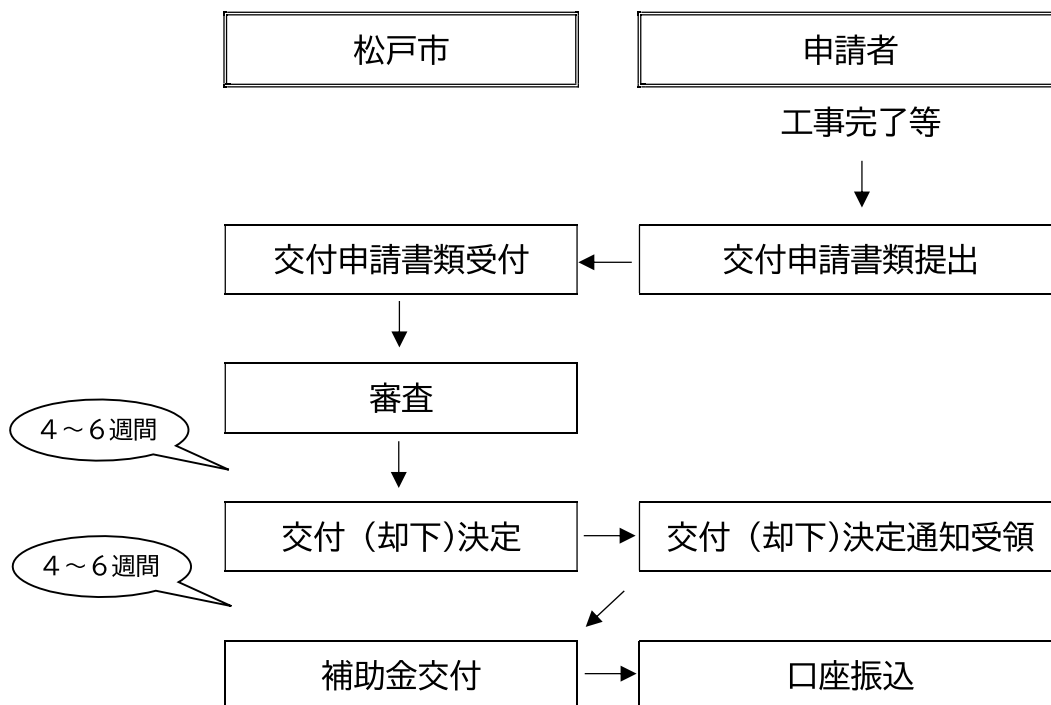 松戸市
申請者
工事完了等
交付申請書類受付
交付申請書類提出
審査
４～６週間
交付（却下）決定
交付（却下）決定通知受領
４～６週間
補助金交付
口座振込